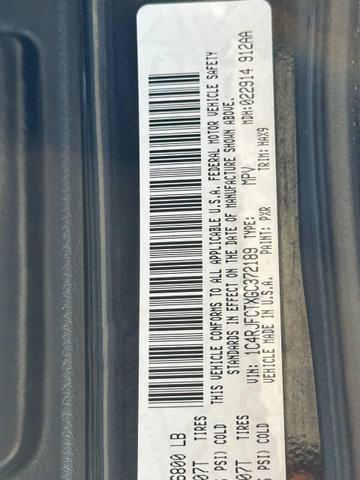 6800 LB
07T TIRES
PSI) COLD
07T TIRES
PSI) COLD
THIS VEHICLE CONFORMS TO ALL APPLICABLE U.S.A. FEDERAL MOTOR VEHICLE SAFETY
STANDARDS IN EFFECT ON THE DATE OF MANUFACTURE SHOWN ABOVE.
VIN: 1C4RJFCTXGC372189 TYPE: MPV MDH:022914 912AA
VEHICLE MADE IN U.S.A. PAINT: PXR TRIM: HAX9